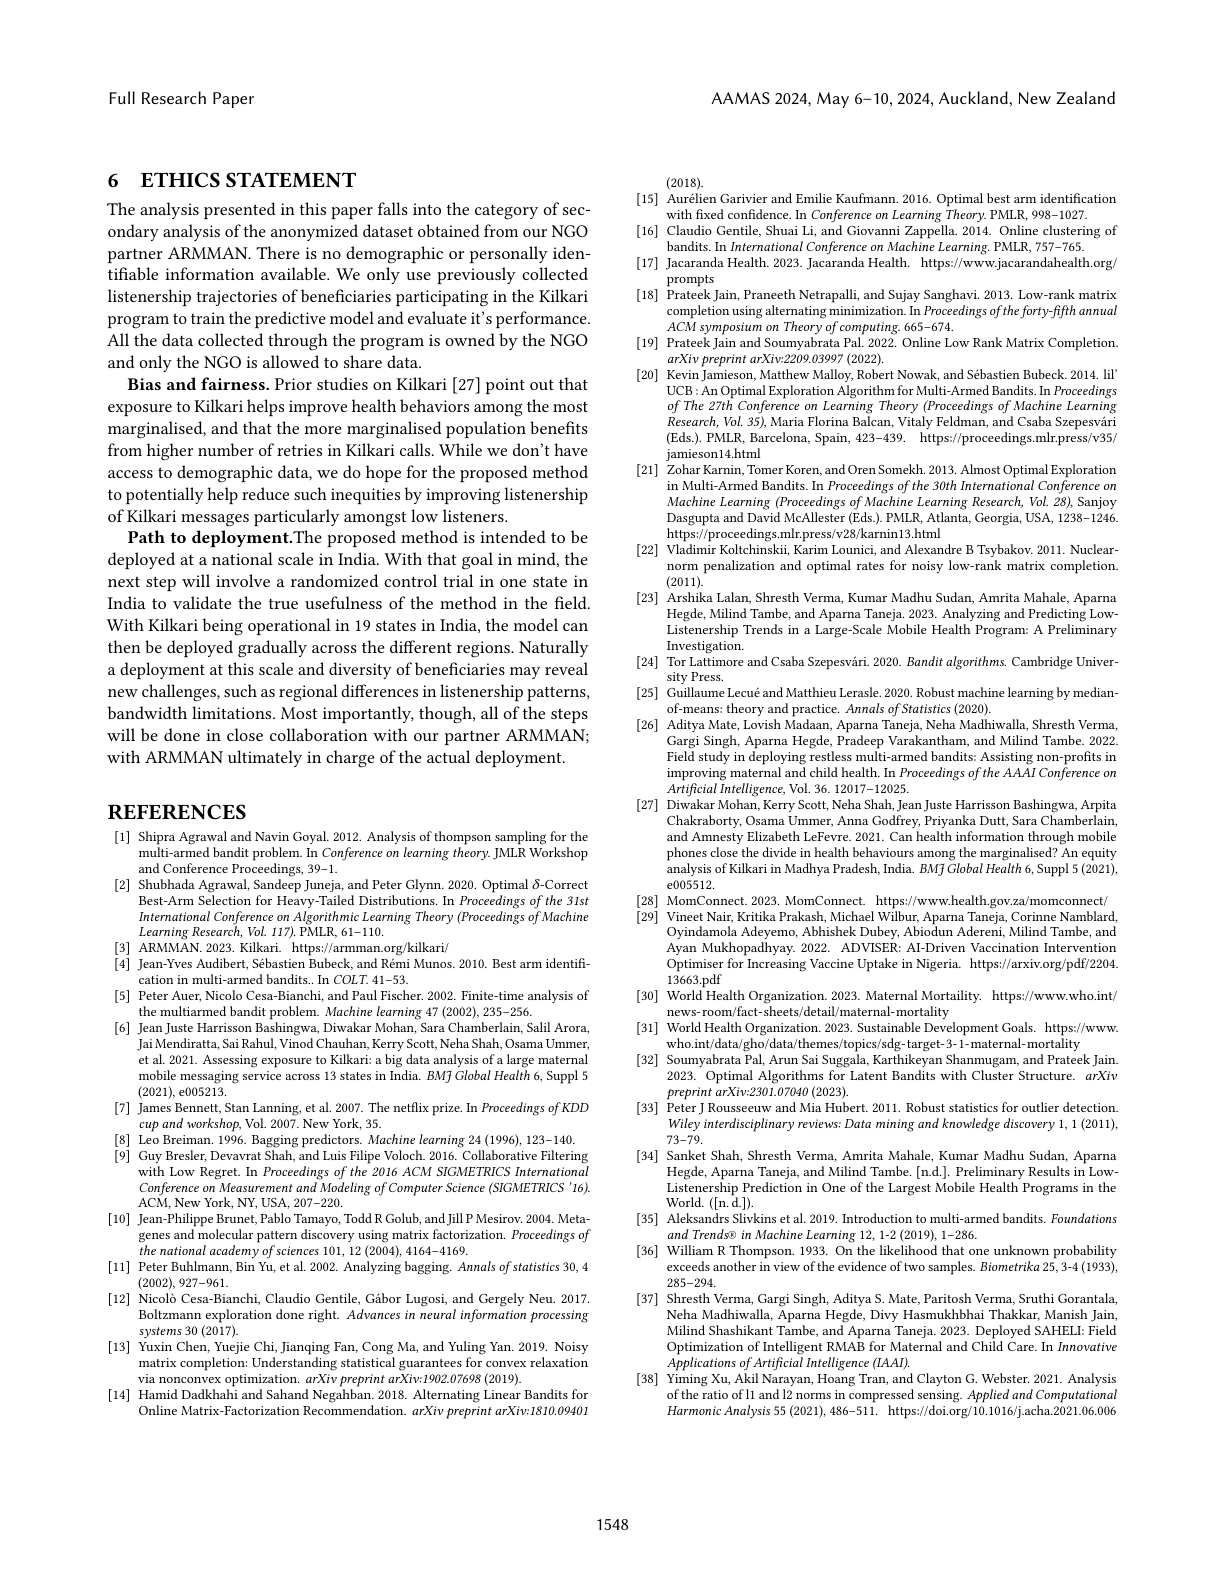 Full Research Paper
AAMAS 2024, May 6–10, 2024, Auckland, New Zealand
6 ETHICS STATEMENT
The analysis presented in this paper falls into the category of sec-
ondary analysis of the anonymized dataset obtained from our NGO
partner ARMMAN. There is no demographic or personally iden-
tifiable information available. We only use previously collected
listenership trajectories of beneficiaries participating in the Kilkari
program to train the predictive model and evaluate it's performance.
All the data collected through the program is owned by the NGO
and only the NGO is allowed to share data.
Bias and fairness. Prior studies on Kilkari [27] point out that
exposure to Kilkari helps improve health behaviors among the most
marginalised, and that the more marginalised population benefits
from higher number of retries in Kilkari calls. While we don't have
access to demographic data, we do hope for the proposed method
to potentially help reduce such inequities by improving listenership
of Kilkari messages particularly amongst low listeners.
Path to deployment.The proposed method is intended to be
deployed at a national scale in India. With that goal in mind, the
next step will involve a randomized control trial in one state in
India to validate the true usefulness of the method in the field.
With Kilkari being operational in 19 states in India, the model can
then be deployed gradually across the different regions. Naturally
a deployment at this scale and diversity of beneficiaries may reveal
new challenges, such as regional differences in listenership patterns,
bandwidth limitations. Most importantly, though, all of the steps
will be done in close collaboration with our partner ARMMAN;
with ARMMAN ultimately in charge of the actual deployment.
REFERENCES
[1] Shipra Agrawal and Navin Goyal. 2012. Analysis of thompson sampling for the
multi-armed bandit problem. In Conference on learning theory. JMLR Workshop
and Conference Proceedings, 39–1.
[2] Shubhada Agrawal, Sandeep Juneja, and Peter Glynn. 2020. Optimal δ-Correct
Best-Arm Selection for Heavy-Tailed Distributions. In Proceedings of the 31st
International Conference on Algorithmic Learning Theory (Proceedings of Machine
Learning Research, Vol. 117). PMLR, 61–110.
[3] ARMMAN. 2023. Kilkari. https://armman.org/kilkari/
[4] Jean-Yves Audibert, Sébastien Bubeck, and Rémi Munos. 2010. Best arm identifi-
cation in multi-armed bandits.. In COLT. 41–53.
[5] Peter Auer, Nicolo Cesa-Bianchi, and Paul Fischer. 2002. Finite-time analysis of
the multiarmed bandit problem. Machine learning 47 (2002), 235–256.
[6] Jean Juste Harrisson Bashingwa, Diwakar Mohan, Sara Chamberlain, Salil Arora,
Jai Mendiratta, Sai Rahul, Vinod Chauhan, Kerry Scott, Neha Shah, Osama Ummer,
et al. 2021. Assessing exposure to Kilkari: a big data analysis of a large maternal
mobile messaging service across 13 states in India. BMJ Global Health 6, Suppl 5
(2021), e005213.
[7] James Bennett, Stan Lanning, et al. 2007. The netflix prize. In Proceedings of KDD
cup and workshop, Vol. 2007. New York, 35.
[8] Leo Breiman. 1996. Bagging predictors. Machine learning 24 (1996), 123–140.
[9] Guy Bresler, Devavrat Shah, and Luis Filipe Voloch. 2016. Collaborative Filtering
with Low Regret. In Proceedings of the 2016 ACM SIGMETRICS International
Conference on Measurement and Modeling of Computer Science (SIGMETRICS '16).
ACM, New York, NY, USA, 207–220.
[10] Jean-Philippe Brunet, Pablo Tamayo, Todd R Golub, and Jill P Mesirov. 2004. Meta-
genes and molecular pattern discovery using matrix factorization. Proceedings of
the national academy of sciences 101, 12 (2004), 4164–4169.
[11] Peter Buhlmann, Bin Yu, et al. 2002. Analyzing bagging. Annals of statistics 30, 4
(2002), 927–961.
[12] Nicolò Cesa-Bianchi, Claudio Gentile, Gábor Lugosi, and Gergely Neu. 2017.
Boltzmann exploration done right. Advances in neural information processing
systems 30 (2017).
[13] Yuxin Chen, Yuejie Chi, Jianqing Fan, Cong Ma, and Yuling Yan. 2019. Noisy
matrix completion: Understanding statistical guarantees for convex relaxation
via nonconvex optimization. arXiv preprint arXiv:1902.07698 (2019).
[14] Hamid Dadkhahi and Sahand Negahban. 2018. Alternating Linear Bandits for
Online Matrix-Factorization Recommendation. arXiv preprint arXiv:1810.09401
(2018).
[15] Aurélien Garivier and Emilie Kaufmann. 2016. Optimal best arm identification
with fixed confidence. In Conference on Learning Theory. PMLR, 998–1027.
[16] Claudio Gentile, Shuai Li, and Giovanni Zappella. 2014. Online clustering of
bandits. In International Conference on Machine Learning. PMLR, 757–765.
[17] Jacaranda Health. 2023. Jacaranda Health. https://www.jacarandahealth.org/
prompts
[18] Prateek Jain, Praneeth Netrapalli, and Sujay Sanghavi. 2013. Low-rank matrix
completion using alternating minimization. In Proceedings of the forty-fifth annual
ACM symposium on Theory of computing. 665–674.
[19] Prateek Jain and Soumyabrata Pal. 2022. Online Low Rank Matrix Completion.
arXiv preprint arXiv:2209.03997 (2022).
[20] Kevin Jamieson, Matthew Malloy, Robert Nowak, and Sébastien Bubeck. 2014. lil'
UCB : An Optimal Exploration Algorithm for Multi-Armed Bandits. In Proceedings
of The 27th Conference on Learning Theory (Proceedings of Machine Learning
Research, Vol. 35), Maria Florina Balcan, Vitaly Feldman, and Csaba Szepesvári
(Eds.). PMLR, Barcelona, Spain, 423–439. https://proceedings.mlr.press/v35/
jamieson14.html
[21] Zohar Karnin, Tomer Koren, and Oren Somekh. 2013. Almost Optimal Exploration
in Multi-Armed Bandits. In Proceedings of the 30th International Conference on
Machine Learning (Proceedings of Machine Learning Research, Vol. 28), Sanjoy
Dasgupta and David McAllester (Eds.). PMLR, Atlanta, Georgia, USA, 1238–1246.
https://proceedings.mlr.press/v28/karnin13.html
[22] Vladimir Koltchinskii, Karim Lounici, and Alexandre B Tsybakov. 2011. Nuclear-
norm penalization and optimal rates for noisy low-rank matrix completion.
(2011).
[23] Arshika Lalan, Shresth Verma, Kumar Madhu Sudan, Amrita Mahale, Aparna
Hegde, Milind Tambe, and Aparna Taneja. 2023. Analyzing and Predicting Low-
Listenership Trends in a Large-Scale Mobile Health Program: A Preliminary
Investigation.
[24] Tor Lattimore and Csaba Szepesvári. 2020. Bandit algorithms. Cambridge Univer-
sity Press.
[25] Guillaume Lecué and Matthieu Lerasle. 2020. Robust machine learning by median-
of-means: theory and practice. Annals of Statistics (2020).
[26] Aditya Mate, Lovish Madaan, Aparna Taneja, Neha Madhiwalla, Shresth Verma,
Gargi Singh, Aparna Hegde, Pradeep Varakantham, and Milind Tambe. 2022.
Field study in deploying restless multi-armed bandits: Assisting non-profits in
improving maternal and child health. In Proceedings of the AAAI Conference on
Artificial Intelligence, Vol. 36. 12017–12025.
[27] Diwakar Mohan, Kerry Scott, Neha Shah, Jean Juste Harrisson Bashingwa, Arpita
Chakraborty, Osama Ummer, Anna Godfrey, Priyanka Dutt, Sara Chamberlain,
and Amnesty Elizabeth LeFevre. 2021. Can health information through mobile
phones close the divide in health behaviours among the marginalised? An equity
analysis of Kilkari in Madhya Pradesh, India. BMJ Global Health 6, Suppl 5 (2021),
e005512.
[28] MomConnect. 2023. MomConnect. https://www.health.gov.za/momconnect/
[29] Vineet Nair, Kritika Prakash, Michael Wilbur, Aparna Taneja, Corinne Namblard,
Oyindamola Adeyemo, Abhishek Dubey, Abiodun Adereni, Milind Tambe, and
Ayan Mukhopadhyay. 2022. ADVISER: AI-Driven Vaccination Intervention
Optimiser for Increasing Vaccine Uptake in Nigeria. https://arxiv.org/pdf/2204.
13663.pdf
[30] World Health Organization. 2023. Maternal Mortaility. https://www.who.int/
news-room/fact-sheets/detail/maternal-mortality
[31] World Health Organization. 2023. Sustainable Development Goals. https://www.
who.int/data/gho/data/themes/topics/sdg-target-3-1-maternal-mortality
[32] Soumyabrata Pal, Arun Sai Suggala, Karthikeyan Shanmugam, and Prateek Jain.
2023. Optimal Algorithms for Latent Bandits with Cluster Structure. arXiv
preprint arXiv:2301.07040 (2023).
[33] Peter J Rousseeuw and Mia Hubert. 2011. Robust statistics for outlier detection.
Wiley interdisciplinary reviews: Data mining and knowledge discovery 1, 1 (2011),
73–79.
[34] Sanket Shah, Shresth Verma, Amrita Mahale, Kumar Madhu Sudan, Aparna
Hegde, Aparna Taneja, and Milind Tambe. [n.d.]. Preliminary Results in Low-
Listenership Prediction in One of the Largest Mobile Health Programs in the
World. ([n. d.]).
[35] Aleksandrs Slivkins et al. 2019. Introduction to multi-armed bandits. Foundations
and Trends® in Machine Learning 12, 1-2 (2019), 1–286.
[36] William R Thompson. 1933. On the likelihood that one unknown probability
exceeds another in view of the evidence of two samples. Biometrika 25, 3-4 (1933),
285–294.
[37] Shresth Verma, Gargi Singh, Aditya S. Mate, Paritosh Verma, Sruthi Gorantala,
Neha Madhiwalla, Aparna Hegde, Divy Hasmukhbhai Thakkar, Manish Jain,
Milind Shashikant Tambe, and Aparna Taneja. 2023. Deployed SAHELI: Field
Optimization of Intelligent RMAB for Maternal and Child Care. In Innovative
Applications of Artificial Intelligence (IAAI).
[38] Yiming Xu, Akil Narayan, Hoang Tran, and Clayton G. Webster. 2021. Analysis
of the ratio of l1 and l2 norms in compressed sensing. Applied and Computational
Harmonic Analysis 55 (2021), 486–511. https://doi.org/10.1016/j.acha.2021.06.006
1548